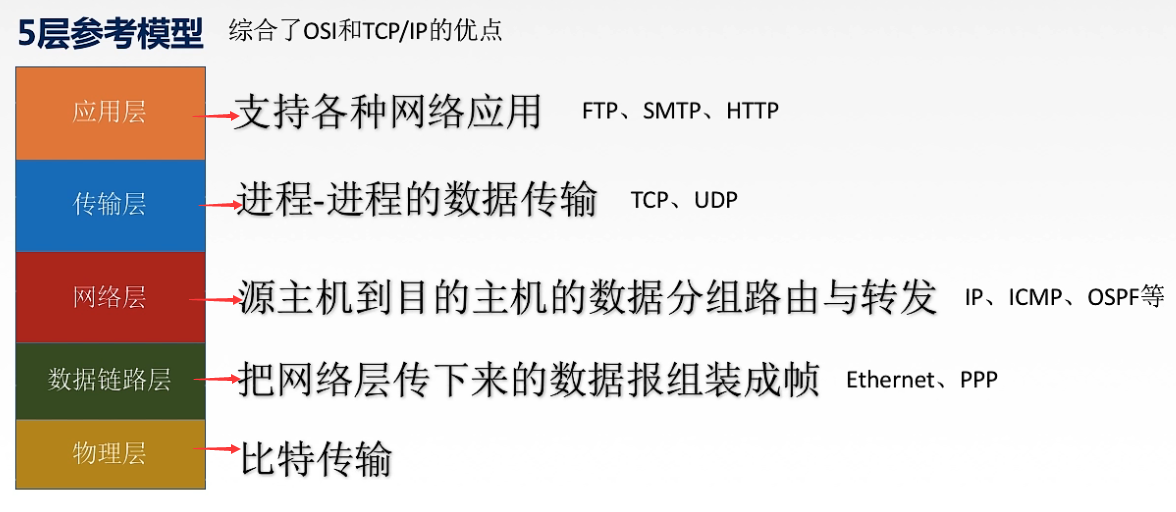 5层参考模型 综合了OSI和TCP/IP的优点
应用层 支持各种网络应用 FTP、SMTP、HTTP
传输层 进程-进程的数据传输 TCP、UDP
网络层 源主机到目的主机的数据分组路由与转发 IP、ICMP、OSPF等
数据链路层 把网络层传下来的数据报组装成帧 Ethernet、PPP
物理层 比特传输